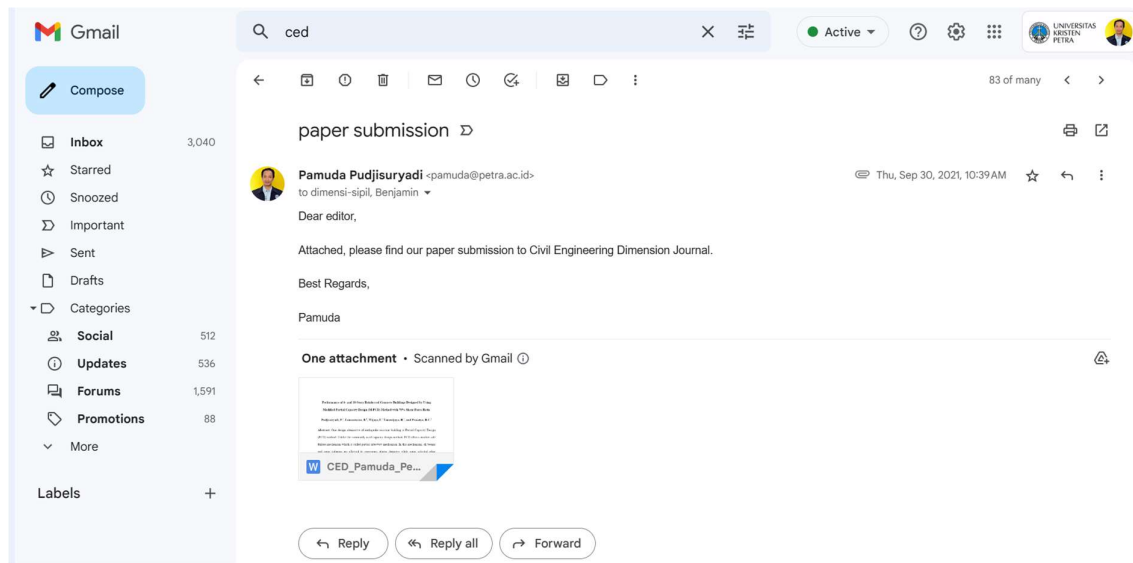 Gmail
ced
Active
UNIVERSITAS
KRISTEN
PETRA
Compose
83 of many
Inbox 3,040
Starred
Snoozed
Important
Sent
Drafts
Categories
Social 512
Updates 536
Forums 1,591
Promotions 88
More
Labels
paper submission
Pamuda Pudjisuryadi <pamuda@petra.ac.id>
Thu, Sep 30, 2021, 10:39 AM
to dimensi-sipil, Benjamin
Dear editor,
Attached, please find our paper submission to Civil Engineering Dimension Journal.
Best Regards,
Pamuda
One attachment • Scanned by Gmail
W CED_Pamuda_Pe...
Reply
Reply all
Forward